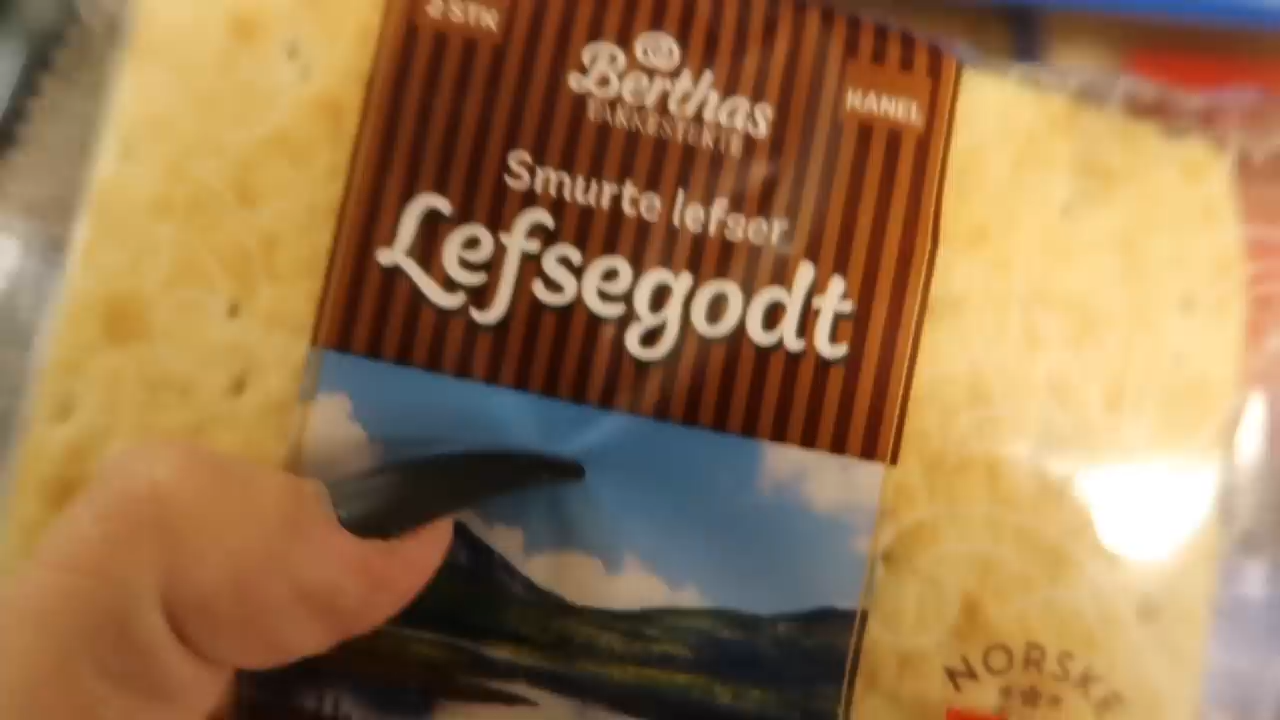 2 STK
Berthas
BAKKESTERTE
KANEL
Smurte lefser
Lefsegodt
NORSKE